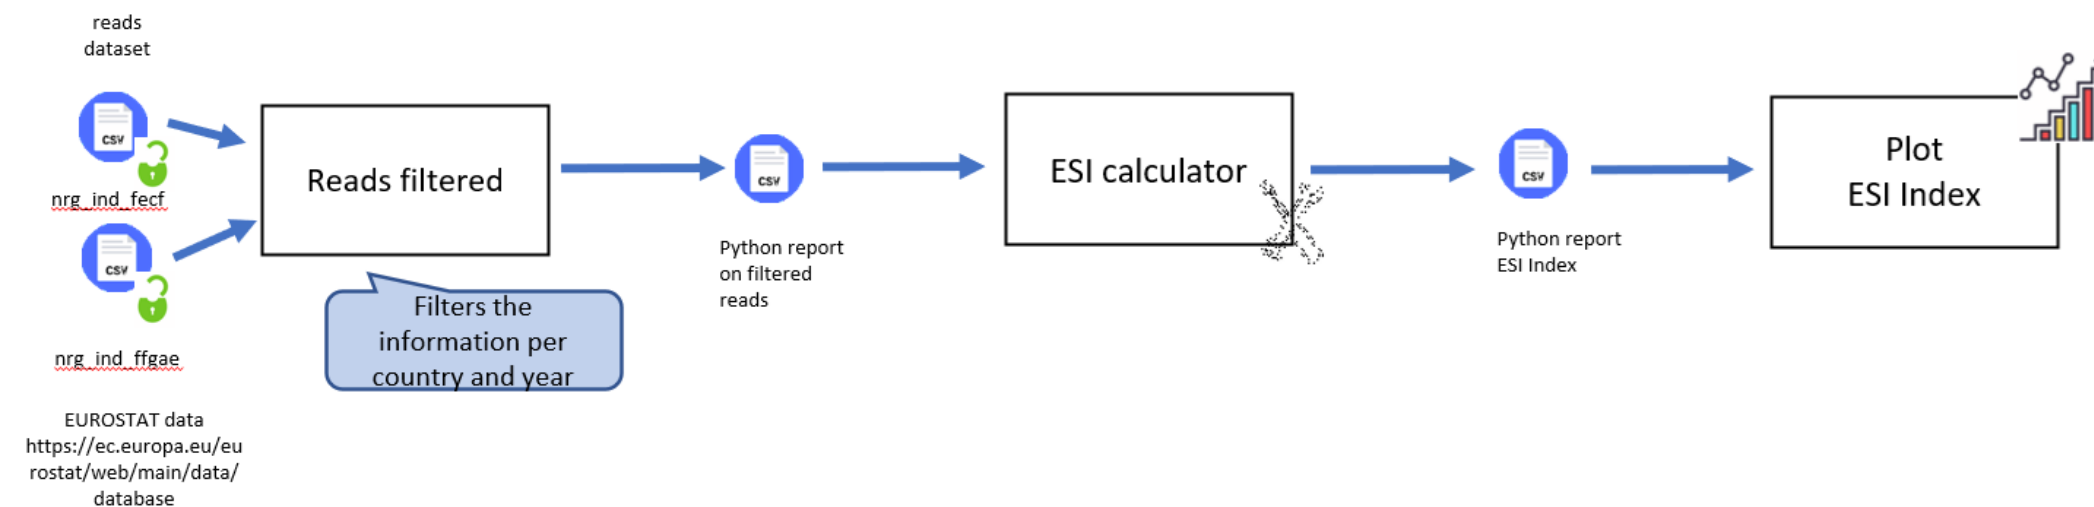 reads
dataset
CSV
nrg_ind_fecf
CSV
nrg_ind_ffgae
EUROSTAT data
https://ec.europa.eu/eu
rostat/web/main/data/
database
Reads filtered
Filters the
information per
country and year
CSV
Python report
on filtered
reads
ESI calculator
CSV
Python report
ESI Index
Plot
ESI Index